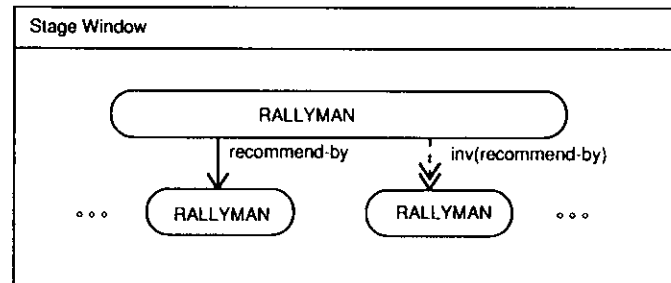 Stage Window
RALLYMAN
recommend-by
inv(recommend-by)
RALLYMAN
RALLYMAN